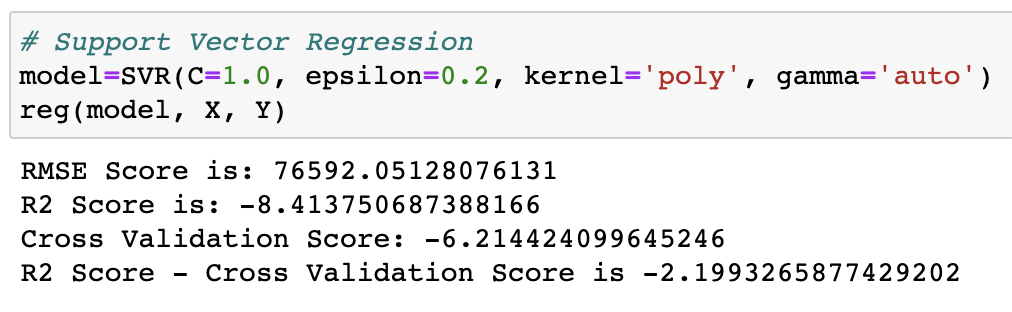 # Support Vector Regression
model=SVR(C=1.0, epsilon=0.2, kernel='poly', gamma='auto')
reg(model, X, Y)
RMSE Score is: 76592.05128076131
R2 Score is: -8.413750687388166
Cross Validation Score: -6.214424099645246
R2 Score - Cross Validation Score is -2.1993265877429202